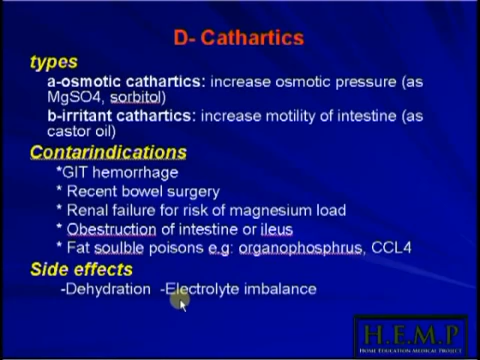 D- Cathartics
types
a-osmotic cathartics: increase osmotic pressure (as
MgSO4, sorbitol)
b-irritant cathartics: increase motility of intestine (as
castor oil)
Contarindications
*GIT hemorrhage
* Recent bowel surgery
* Renal failure for risk of magnesium load
* Obestruction of intestine or ileus
* Fat soulble poisons e.g: organophosphrus, CCL4
Side effects
-Dehydration -Electrolyte imbalance
H.E.M.P
HOME EDUCATION MEDICAL PROJECT